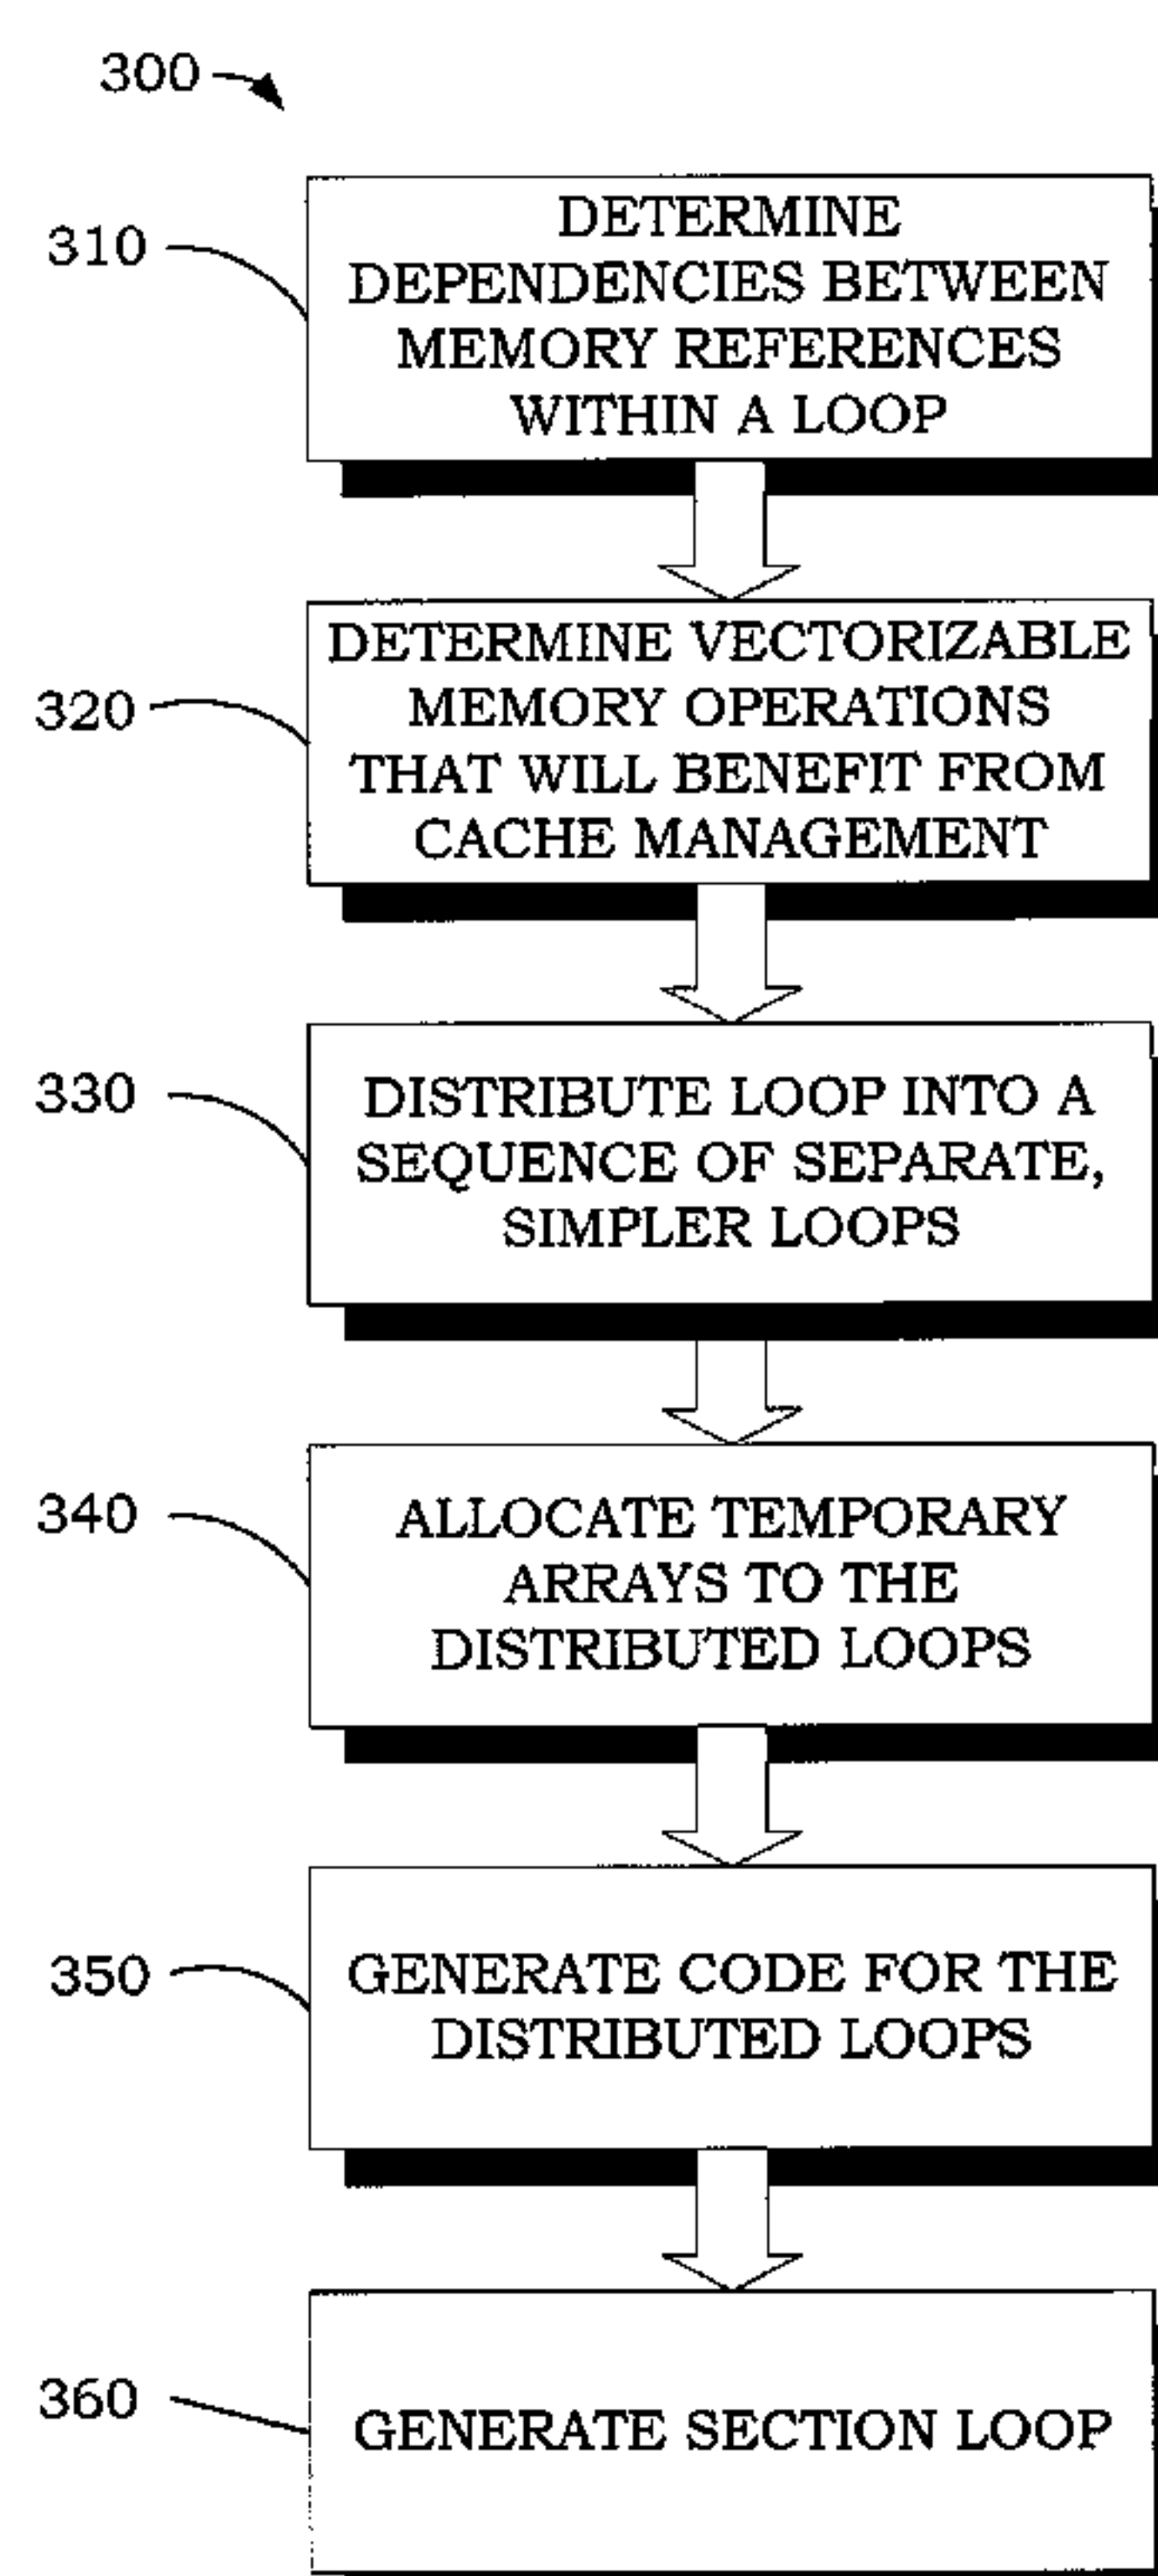 300
310
DETERMINE
DEPENDENCIES BETWEEN
MEMORY REFERENCES
WITHIN A LOOP
320
DETERMINE VECTORIZABLE
MEMORY OPERATIONS
THAT WILL BENEFIT FROM
CACHE MANAGEMENT
330
DISTRIBUTE LOOP INTO A
SEQUENCE OF SEPARATE,
SIMPLER LOOPS
340
ALLOCATE TEMPORARY
ARRAYS TO THE
DISTRIBUTED LOOPS
350
GENERATE CODE FOR THE
DISTRIBUTED LOOPS
360
GENERATE SECTION LOOP